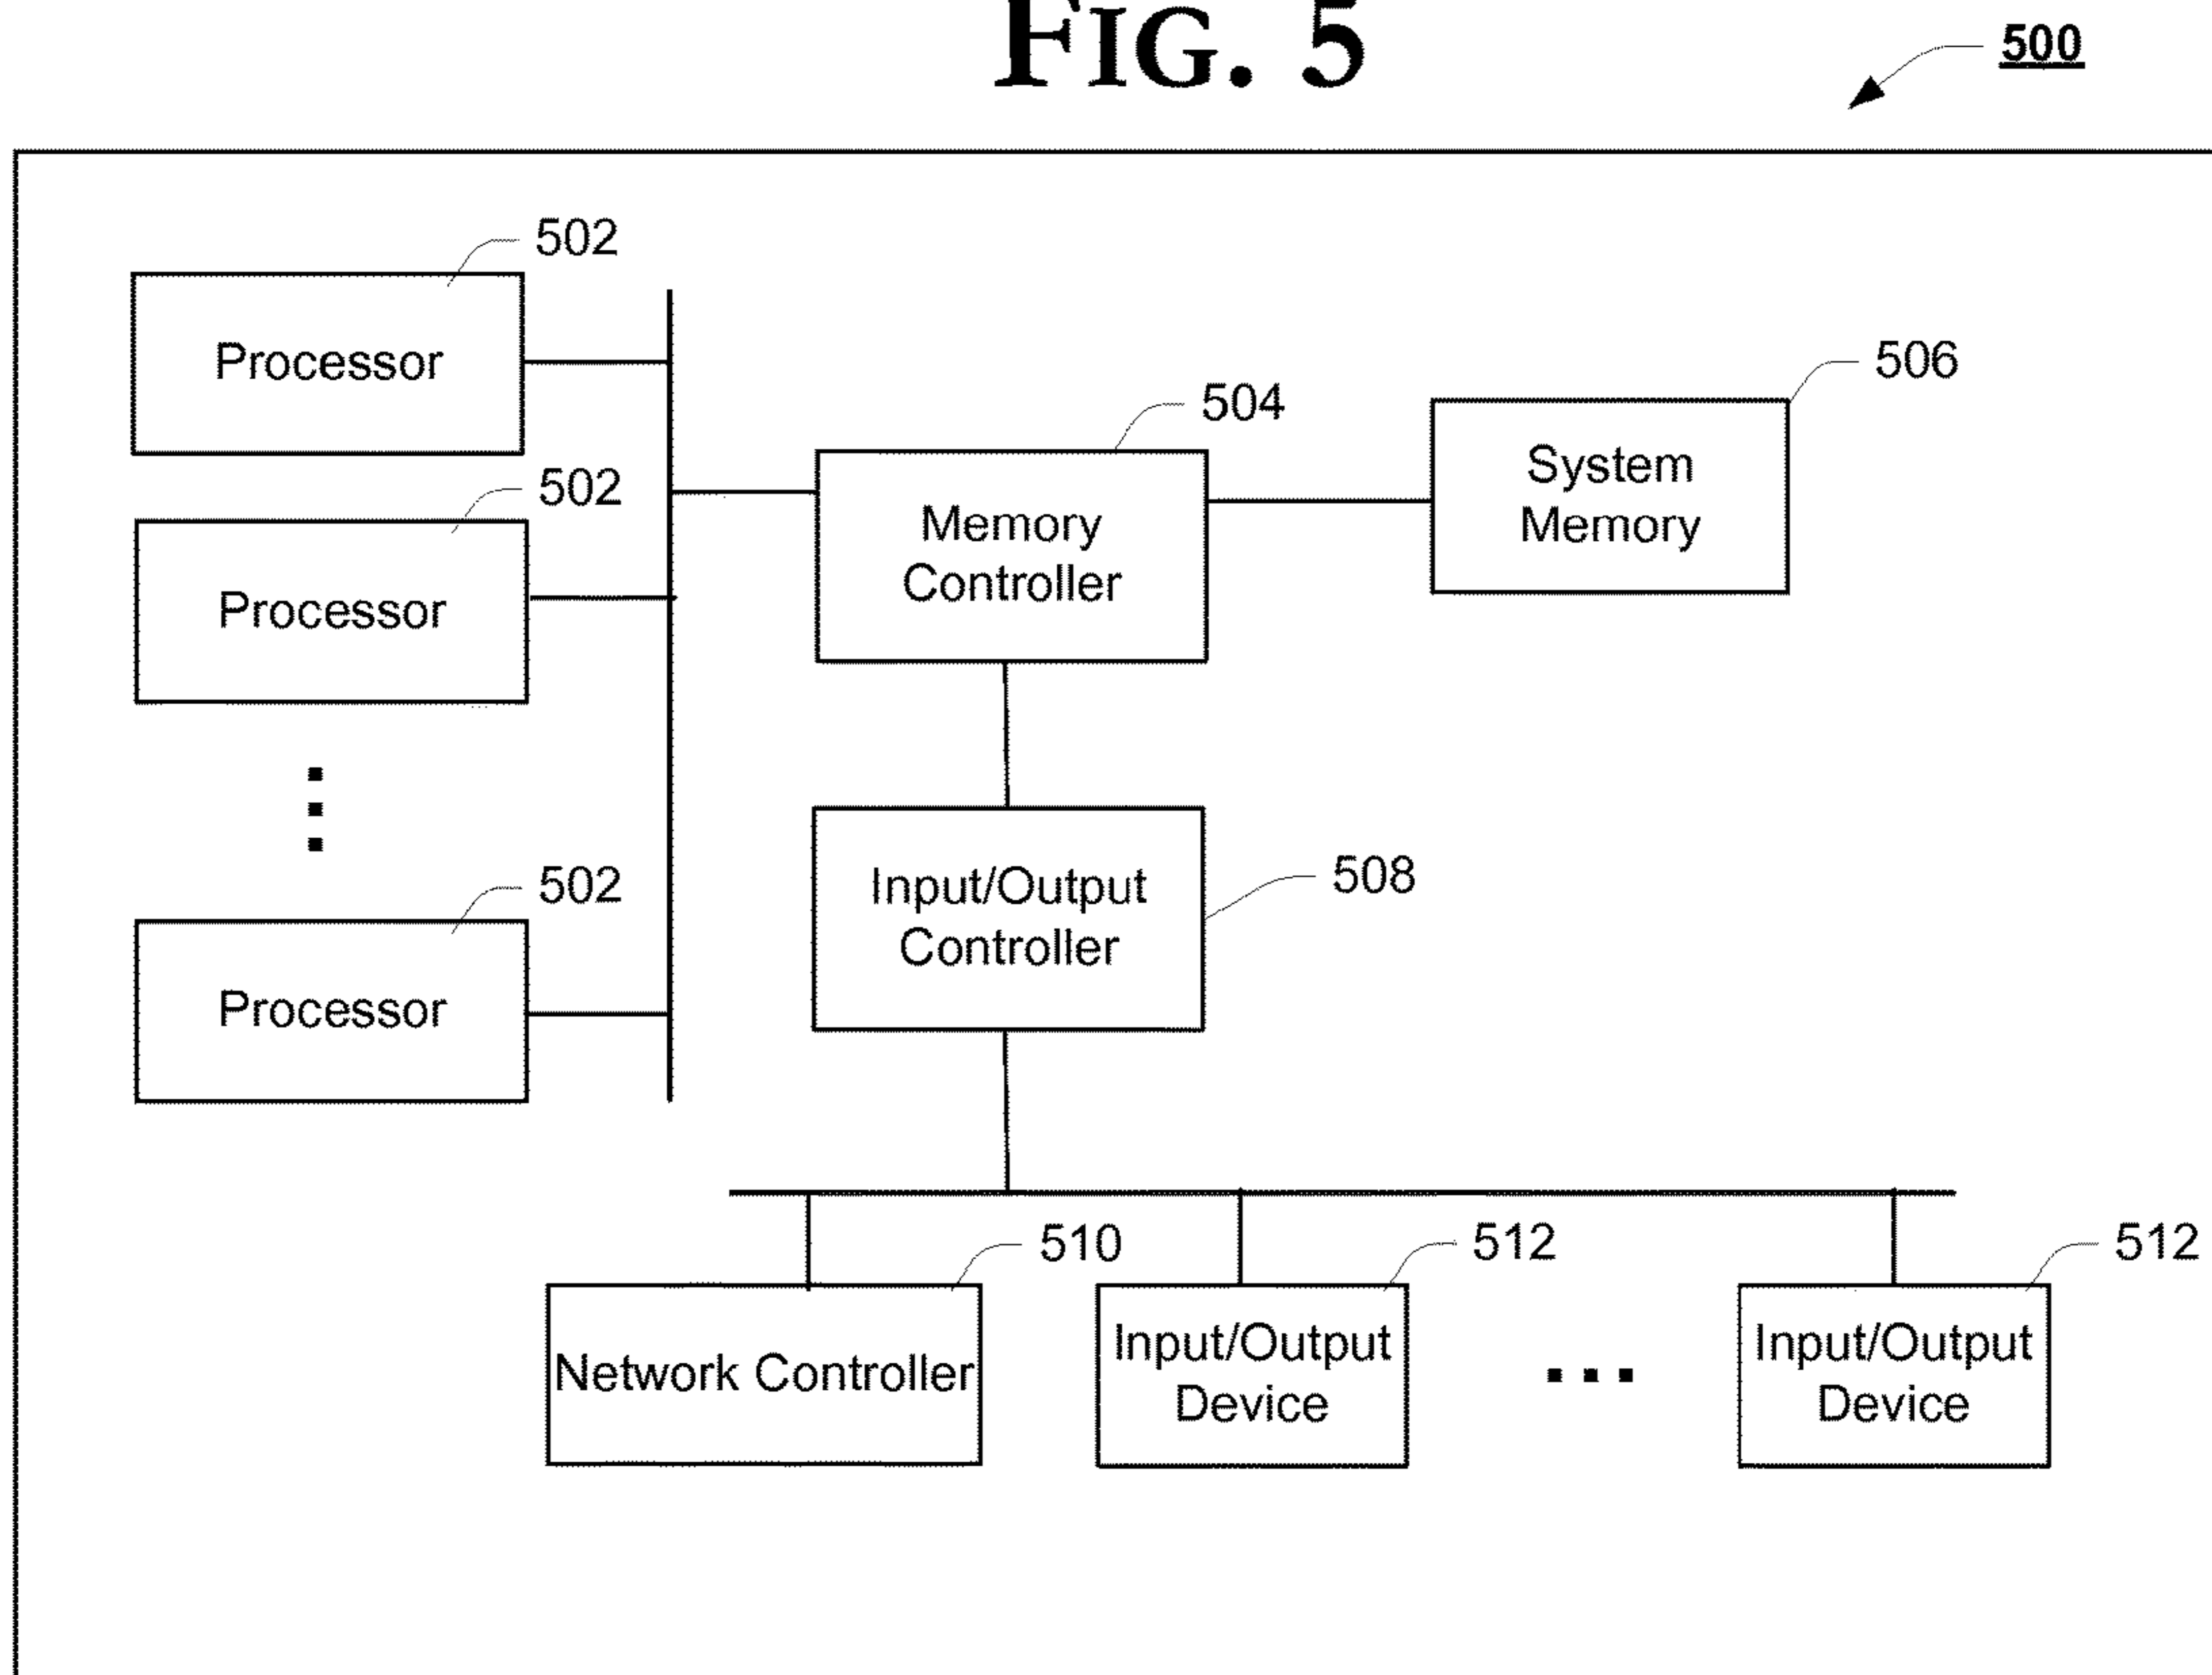 FIG. 5
500
502
Processor
502
Processor
502
Processor
504
Memory
Controller
506
System
Memory
508
Input/Output
Controller
510
Network Controller
512
Input/Output
Device
512
Input/Output
Device